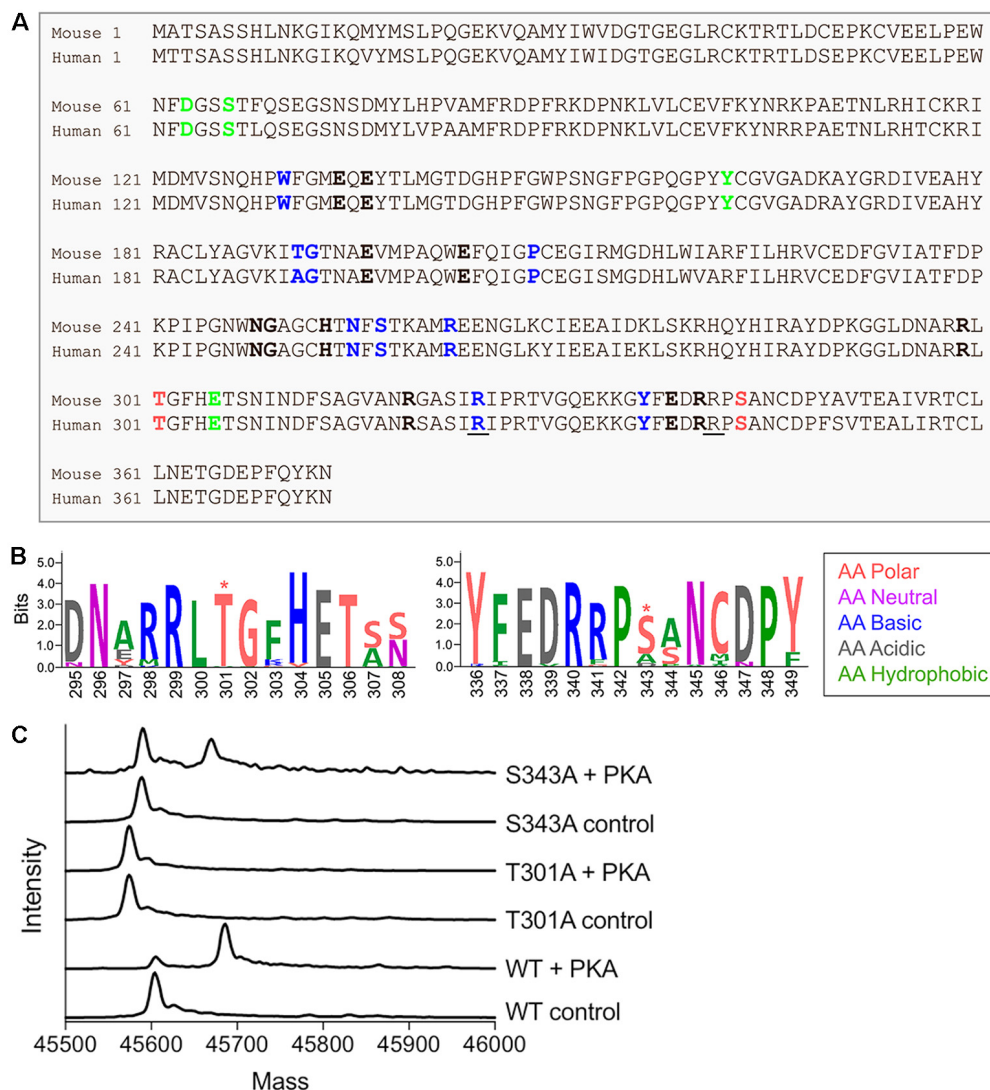 A
Mouse 1 MATSASSHLNKGIKQMYMSLPQGEKVQAMYIWVDGTGEGLRCKTRTLDCEPKCVEELPEW
Human 1 MTTSASSHLNKGIKQVYMSLPQGEKVQAMYIWIDGTGEGLRCKTRTLDSEPKCVEELPEW
Mouse 61 NFDGSSTFQSEGSNSDMYLHPVAMFRDPFRKDPNKLVLCEVFKYNRKPAETNLRHICKRI
Human 61 NFDGSSTLQSEGSNSDMYLVPAAMFRDPFRKDPNKLVLCEVFKYNRRPAETNLRHTCKRI
Mouse 121 MDMVSNQHPWFGMEQEYTLMGTDGHPFGWPSNGFPGPQGPYYCGVGADKAYGRDIVEAHY
Human 121 MDMVSNQHPWFGMEQEYTLMGTDGHPFGWPSNGFPGPQGPYYCGVGADRAYGRDIVEAHY
Mouse 181 RACLYAGVKITGTNAEVMPAQWEFQIGPCEGIRMGDHLWIARFILHRVCEDFGVIATFDP
Human 181 RACLYAGVKIAGTNAEVMPAQWEFQIGPCEGISMGDHLWVARFILHRVCEDFGVIATFDP
Mouse 241 KPIPGNWNGAGCHTNFSTKAMREENGLKCIEEAIDKLSKRHQYHIRAYDPKGGLDNARRL
Human 241 KPIPGNWNGAGCHTNFSTKAMREENGLKYIEEAIEKLSKRHQYHIRAYDPKGGLDNARRL
Mouse 301 TGFHETSNINDFSAGVANRGASIRIPRTVGQEKKGYFEDRRPSANCDPYAVTEAIVRTCL
Human 301 TGFHETSNINDFSAGVANRSASIRIPRTVGQEKKGYFEDRRPSANCDPFSVTEALIRTCL
Mouse 361 LNETGDEPFQYKN
Human 361 LNETGDEPFQYKN
B
Bits
5.0
4.0
3.0
2.0
1.0
0.0
DNARRLTGFHETSS
*
295 296 297 298 299 300 301 302 303 304 305 306 307 308
5.0
4.0
3.0
2.0
1.0
0.0
YFEDRRPSANCDPY
*
336 337 338 339 340 341 342 343 344 345 346 347 348 349
AA Polar
AA Neutral
AA Basic
AA Acidic
AA Hydrophobic
C
Intensity
S343A + PKA
S343A control
T301A + PKA
T301A control
WT + PKA
WT control
45500 45600 45700 45800 45900 46000
Mass